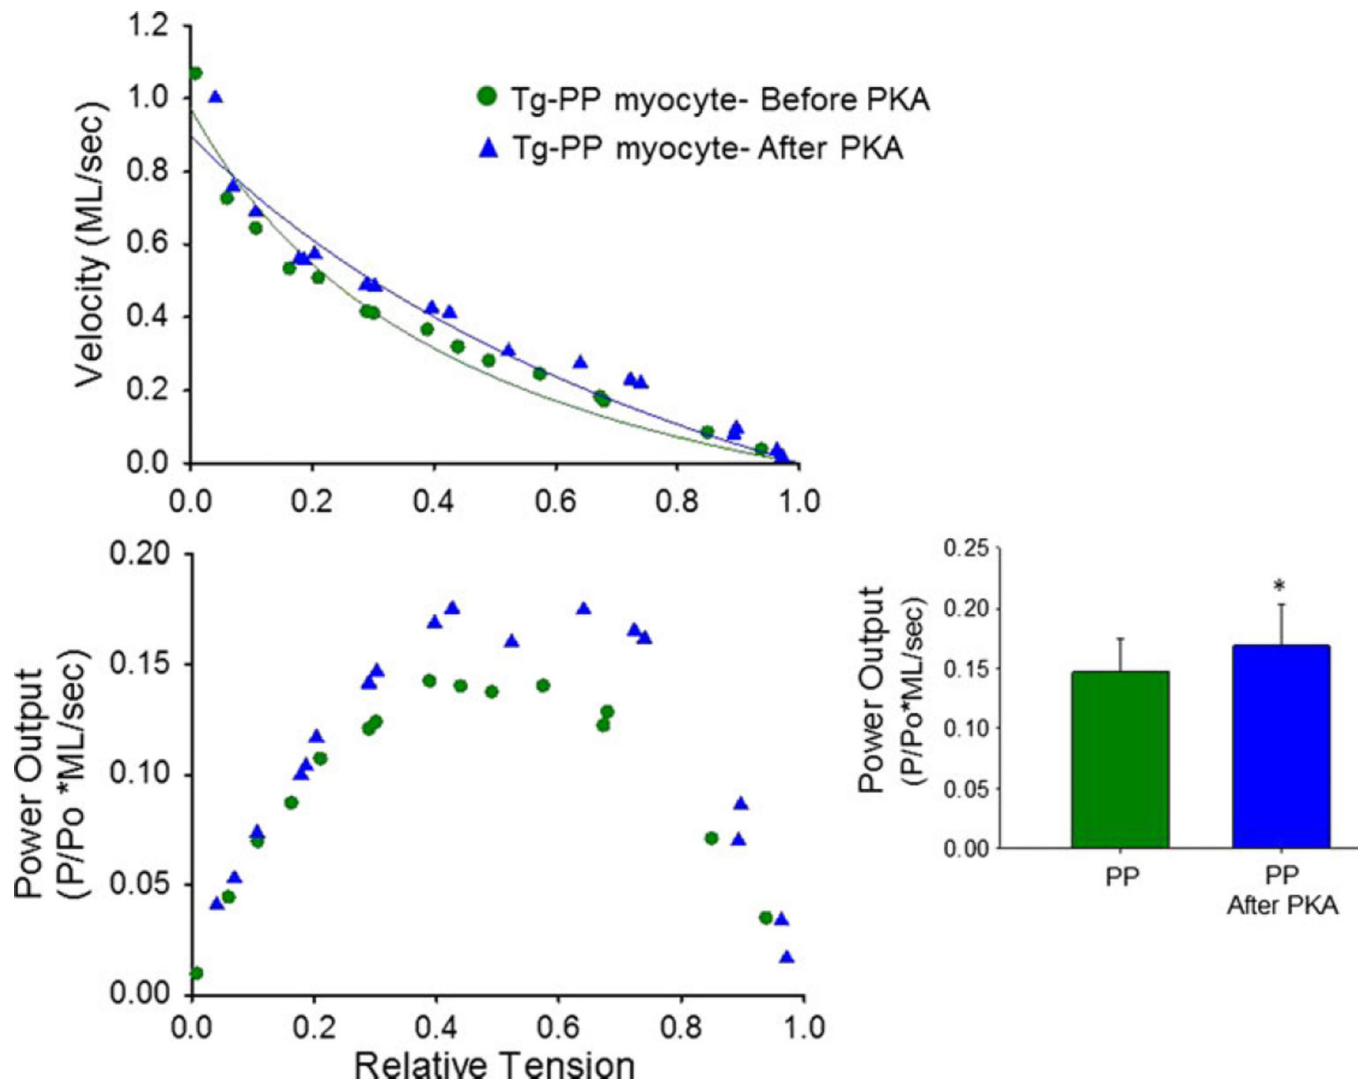 1.2
1.0
0.8
0.6
0.4
0.2
0.0
Velocity (ML/sec)
Tg-PP myocyte- Before PKA
Tg-PP myocyte- After PKA
0.0 0.2 0.4 0.6 0.8 1.0
0.20
0.15
0.10
0.05
0.00
Power Output
(P/Po *ML/sec)
0.0 0.2 0.4 0.6 0.8 1.0
Relative Tension
0.25
0.20
0.15
0.10
0.05
0.00
Power Output
(P/Po*ML/sec)
*
PP
PP
After PKA